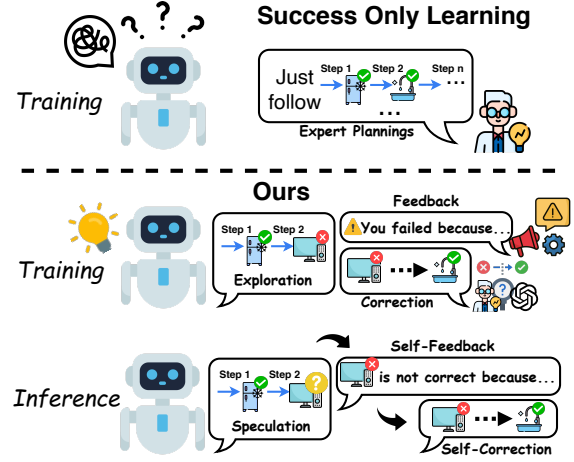 Success Only Learning
Training
Just follow
Step 1
Step 2
Step n
...
...
Expert Plannings
Ours
Training
Step 1
Step 2
Exploration
Feedback
You failed because...
Correction
Inference
Step 1
Step 2
?
Speculation
Self-Feedback
is not correct because...
Self-Correction